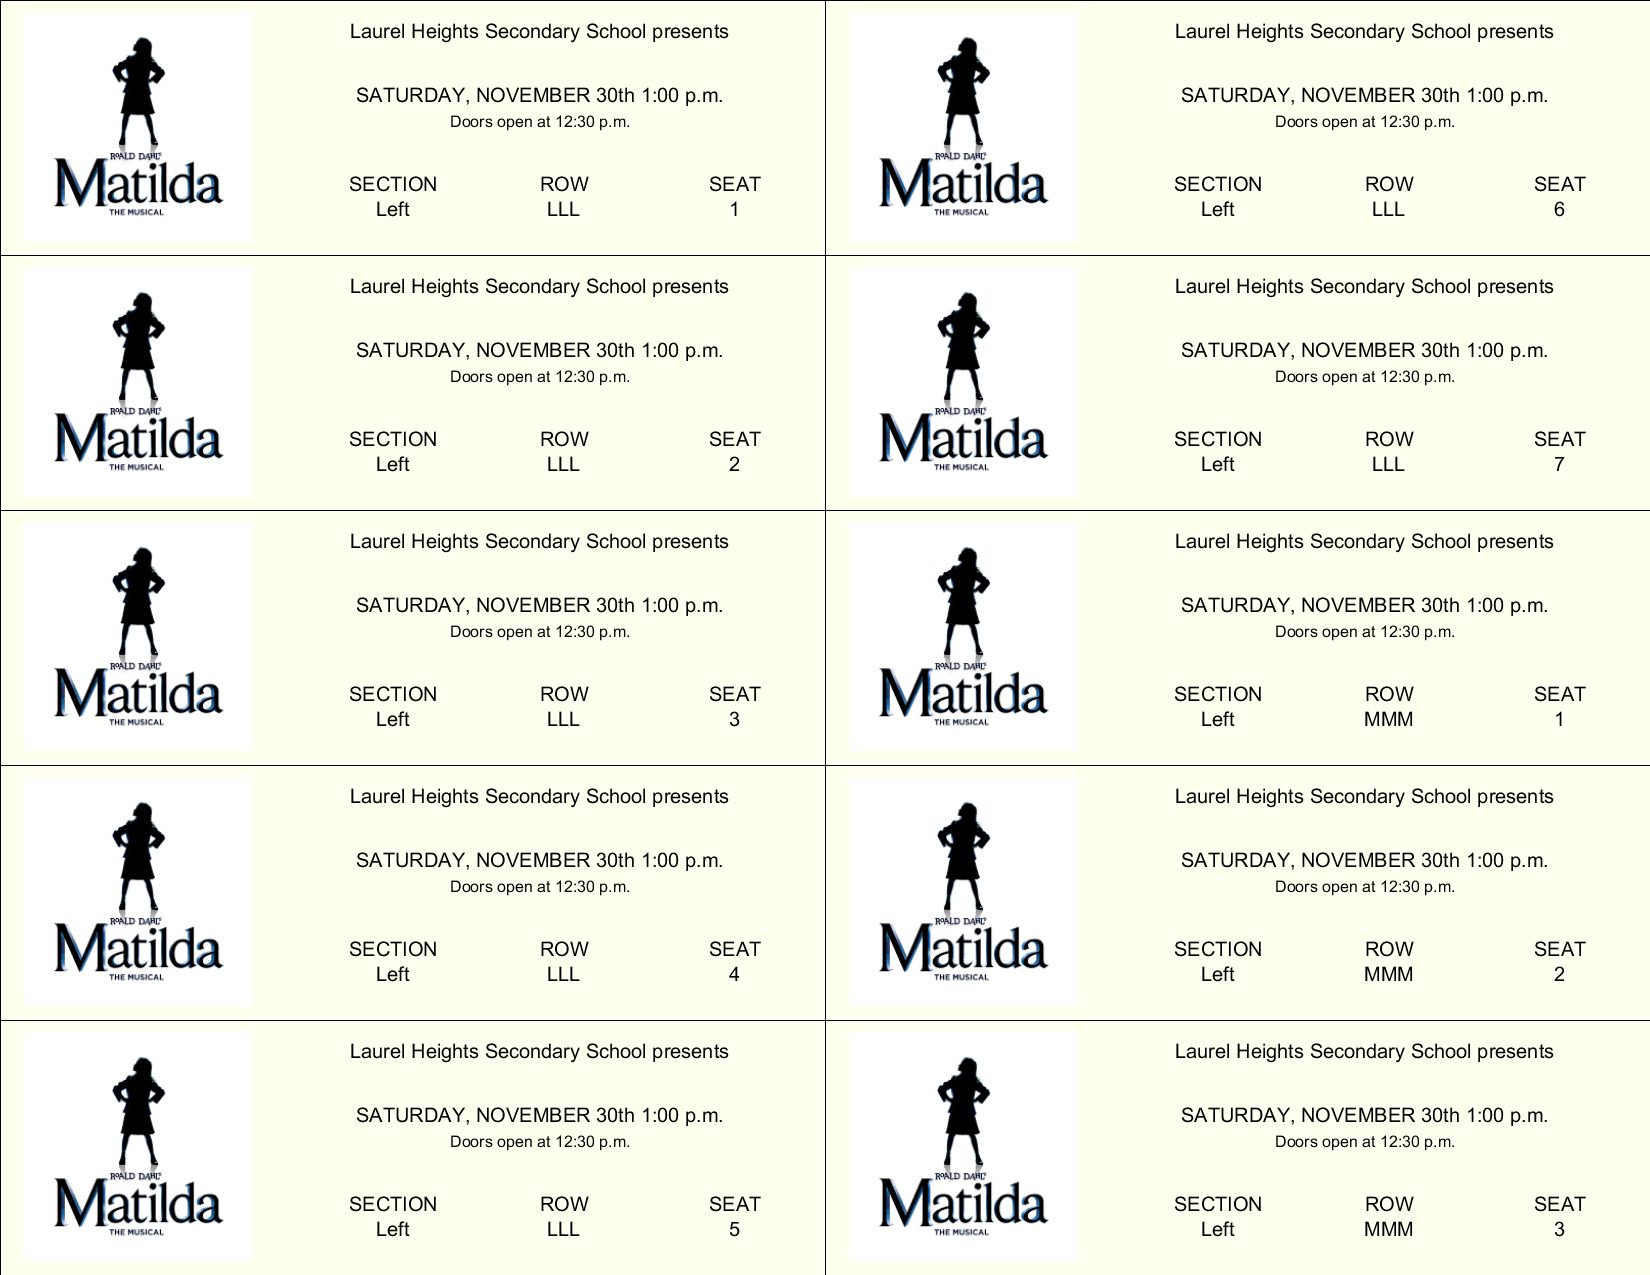 Laurel Heights Secondary School presents
SATURDAY, NOVEMBER 30th 1:00 p.m.
Doors open at 12:30 p.m.
ROALD DAHL'S
Matilda
THE MUSICAL
SECTION ROW SEAT
Left LLL 1
Laurel Heights Secondary School presents
SATURDAY, NOVEMBER 30th 1:00 p.m.
Doors open at 12:30 p.m.
ROALD DAHL'S
Matilda
THE MUSICAL
SECTION ROW SEAT
Left LLL 6
Laurel Heights Secondary School presents
SATURDAY, NOVEMBER 30th 1:00 p.m.
Doors open at 12:30 p.m.
ROALD DAHL'S
Matilda
THE MUSICAL
SECTION ROW SEAT
Left LLL 2
Laurel Heights Secondary School presents
SATURDAY, NOVEMBER 30th 1:00 p.m.
Doors open at 12:30 p.m.
ROALD DAHL'S
Matilda
THE MUSICAL
SECTION ROW SEAT
Left LLL 7
Laurel Heights Secondary School presents
SATURDAY, NOVEMBER 30th 1:00 p.m.
Doors open at 12:30 p.m.
ROALD DAHL'S
Matilda
THE MUSICAL
SECTION ROW SEAT
Left LLL 3
Laurel Heights Secondary School presents
SATURDAY, NOVEMBER 30th 1:00 p.m.
Doors open at 12:30 p.m.
ROALD DAHL'S
Matilda
THE MUSICAL
SECTION ROW SEAT
Left MMM 1
Laurel Heights Secondary School presents
SATURDAY, NOVEMBER 30th 1:00 p.m.
Doors open at 12:30 p.m.
ROALD DAHL'S
Matilda
THE MUSICAL
SECTION ROW SEAT
Left LLL 4
Laurel Heights Secondary School presents
SATURDAY, NOVEMBER 30th 1:00 p.m.
Doors open at 12:30 p.m.
ROALD DAHL'S
Matilda
THE MUSICAL
SECTION ROW SEAT
Left MMM 2
Laurel Heights Secondary School presents
SATURDAY, NOVEMBER 30th 1:00 p.m.
Doors open at 12:30 p.m.
ROALD DAHL'S
Matilda
THE MUSICAL
SECTION ROW SEAT
Left LLL 5
Laurel Heights Secondary School presents
SATURDAY, NOVEMBER 30th 1:00 p.m.
Doors open at 12:30 p.m.
ROALD DAHL'S
Matilda
THE MUSICAL
SECTION ROW SEAT
Left MMM 3